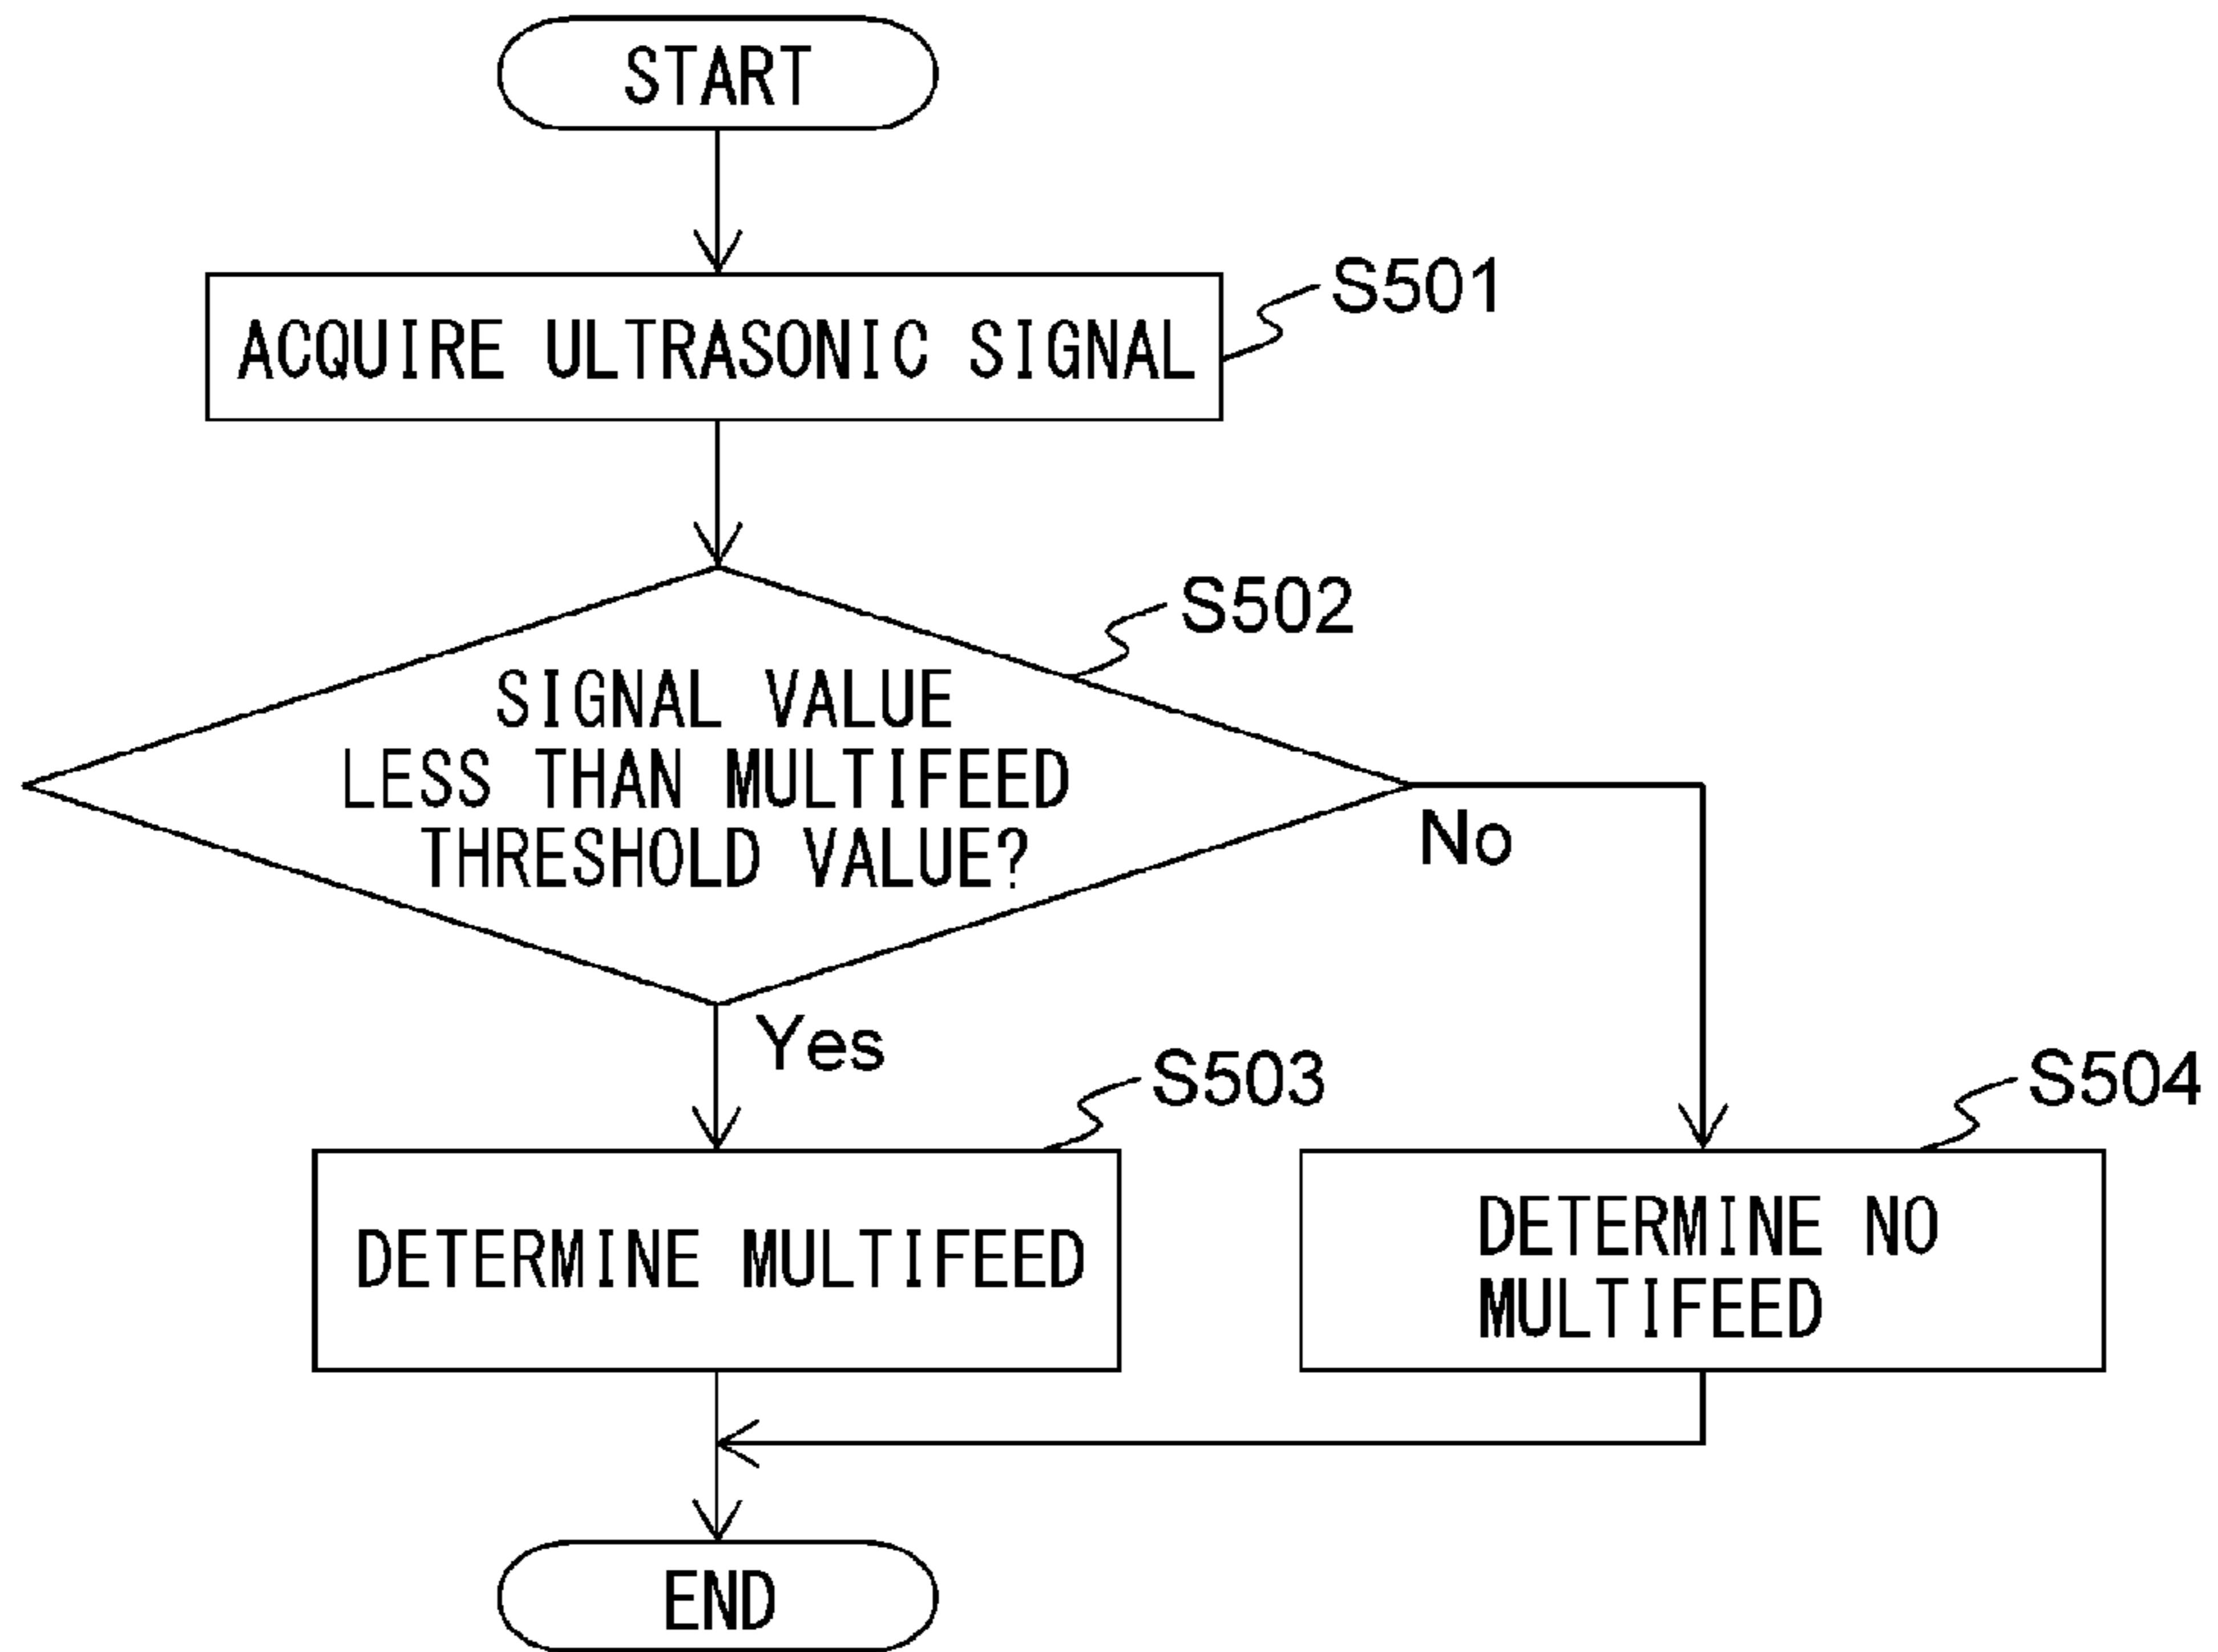 START
ACQUIRE ULTRASONIC SIGNAL
S501
S502
SIGNAL VALUE
LESS THAN MULTIFEED
THRESHOLD VALUE?
No
Yes
S503
S504
DETERMINE MULTIFEED
DETERMINE NO
MULTIFEED
END